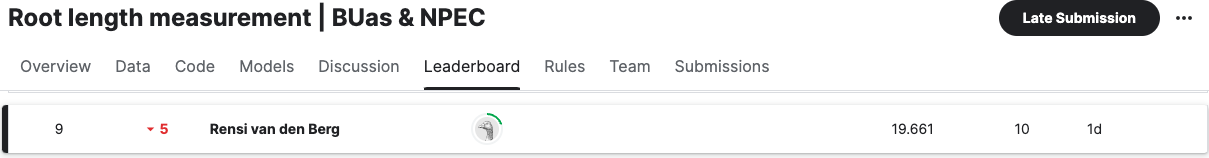 Root length measurement | BUas & NPEC
Late Submission
Overview Data Code Models Discussion Leaderboard Rules Team Submissions
9 5 Rensi van den Berg 19.661 10 1d